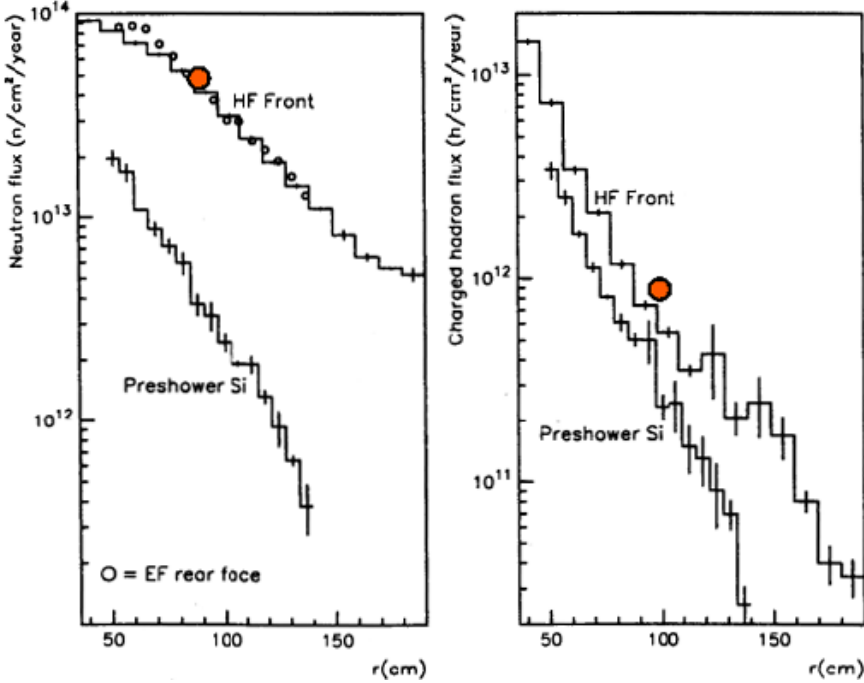 Neutron flux (n/cm²/year)
10¹⁴
10¹³
10¹²
HF Front
Preshower Si
O = EF rear face
50
100
150
r(cm)
Charged hadron flux (h/cm²/year)
10¹³
10¹²
10¹¹
HF Front
Preshower Si
50
100
150
r(cm)